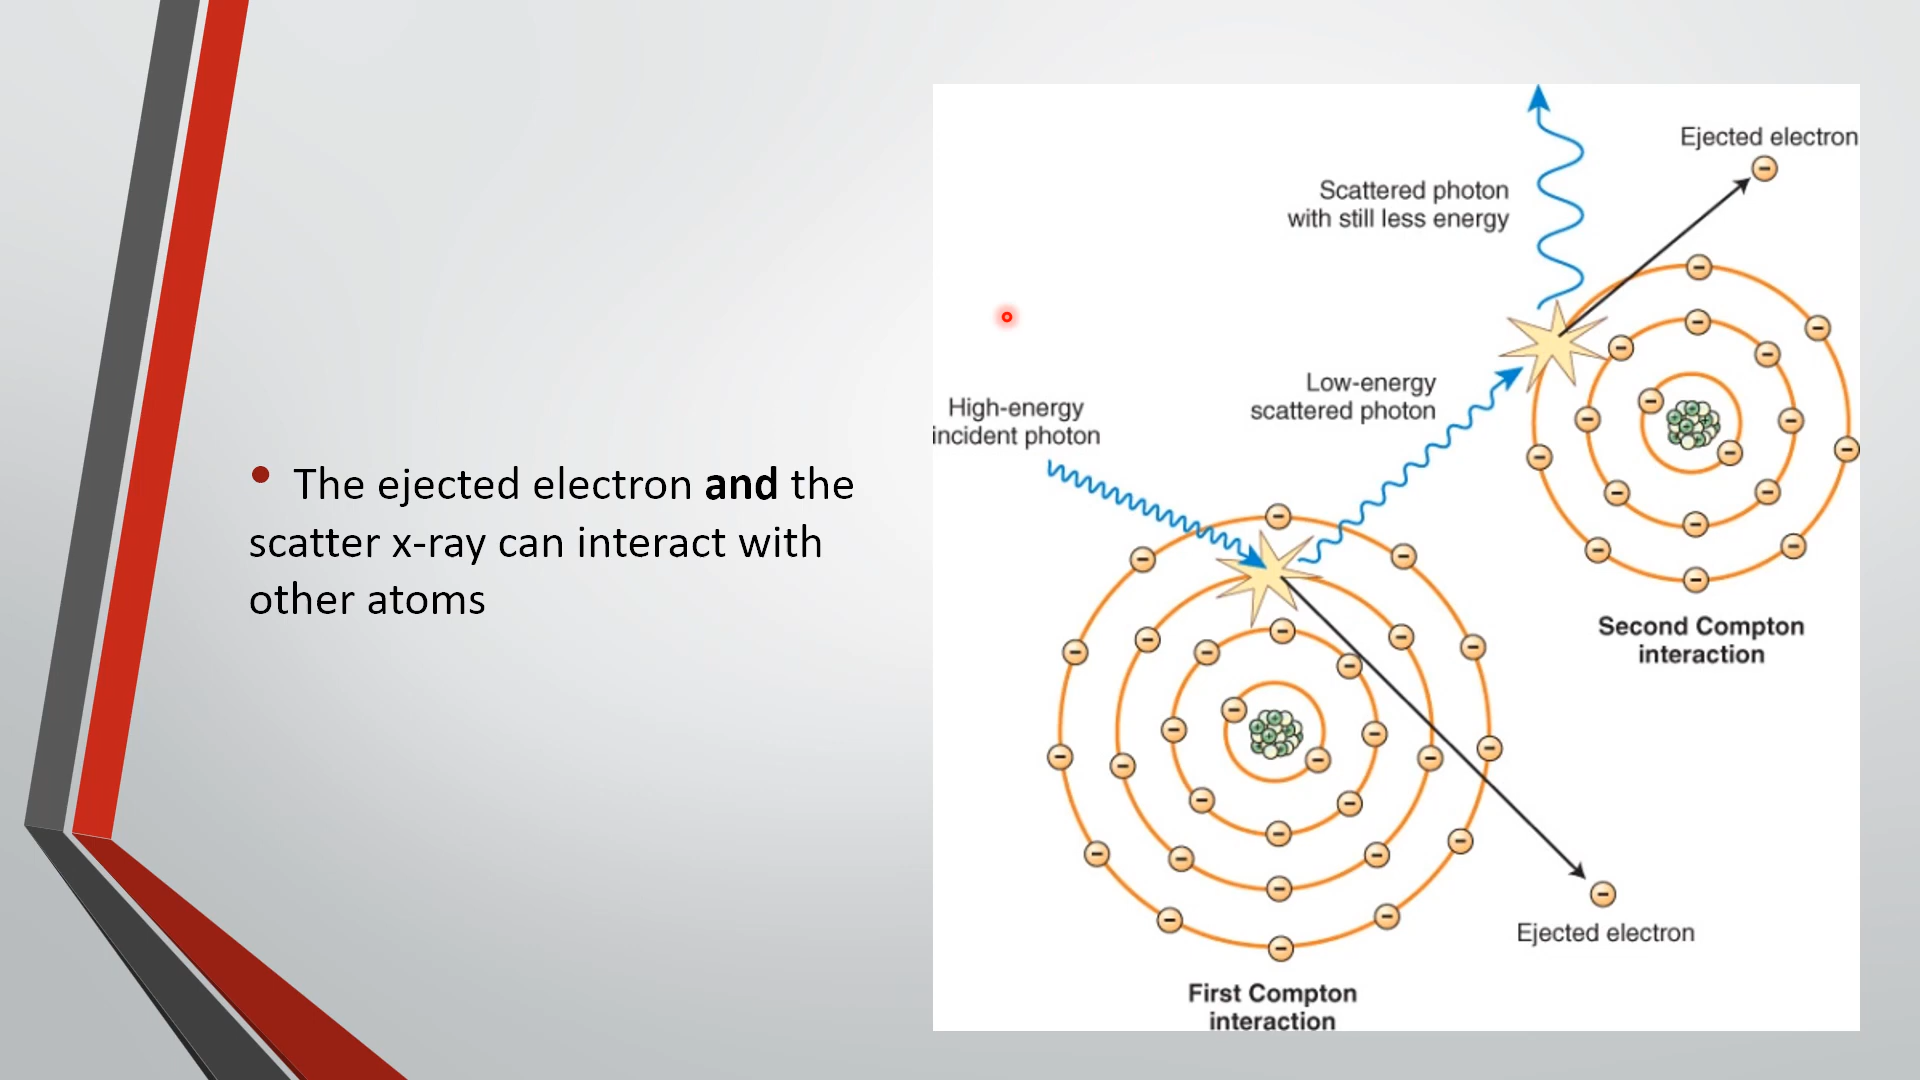 • The ejected electron and the
scatter x-ray can interact with
other atoms
Ejected electron
Scattered photon
with still less energy
Low-energy
scattered photon
High-energy
incident photon
Second Compton
interaction
Ejected electron
First Compton
interaction